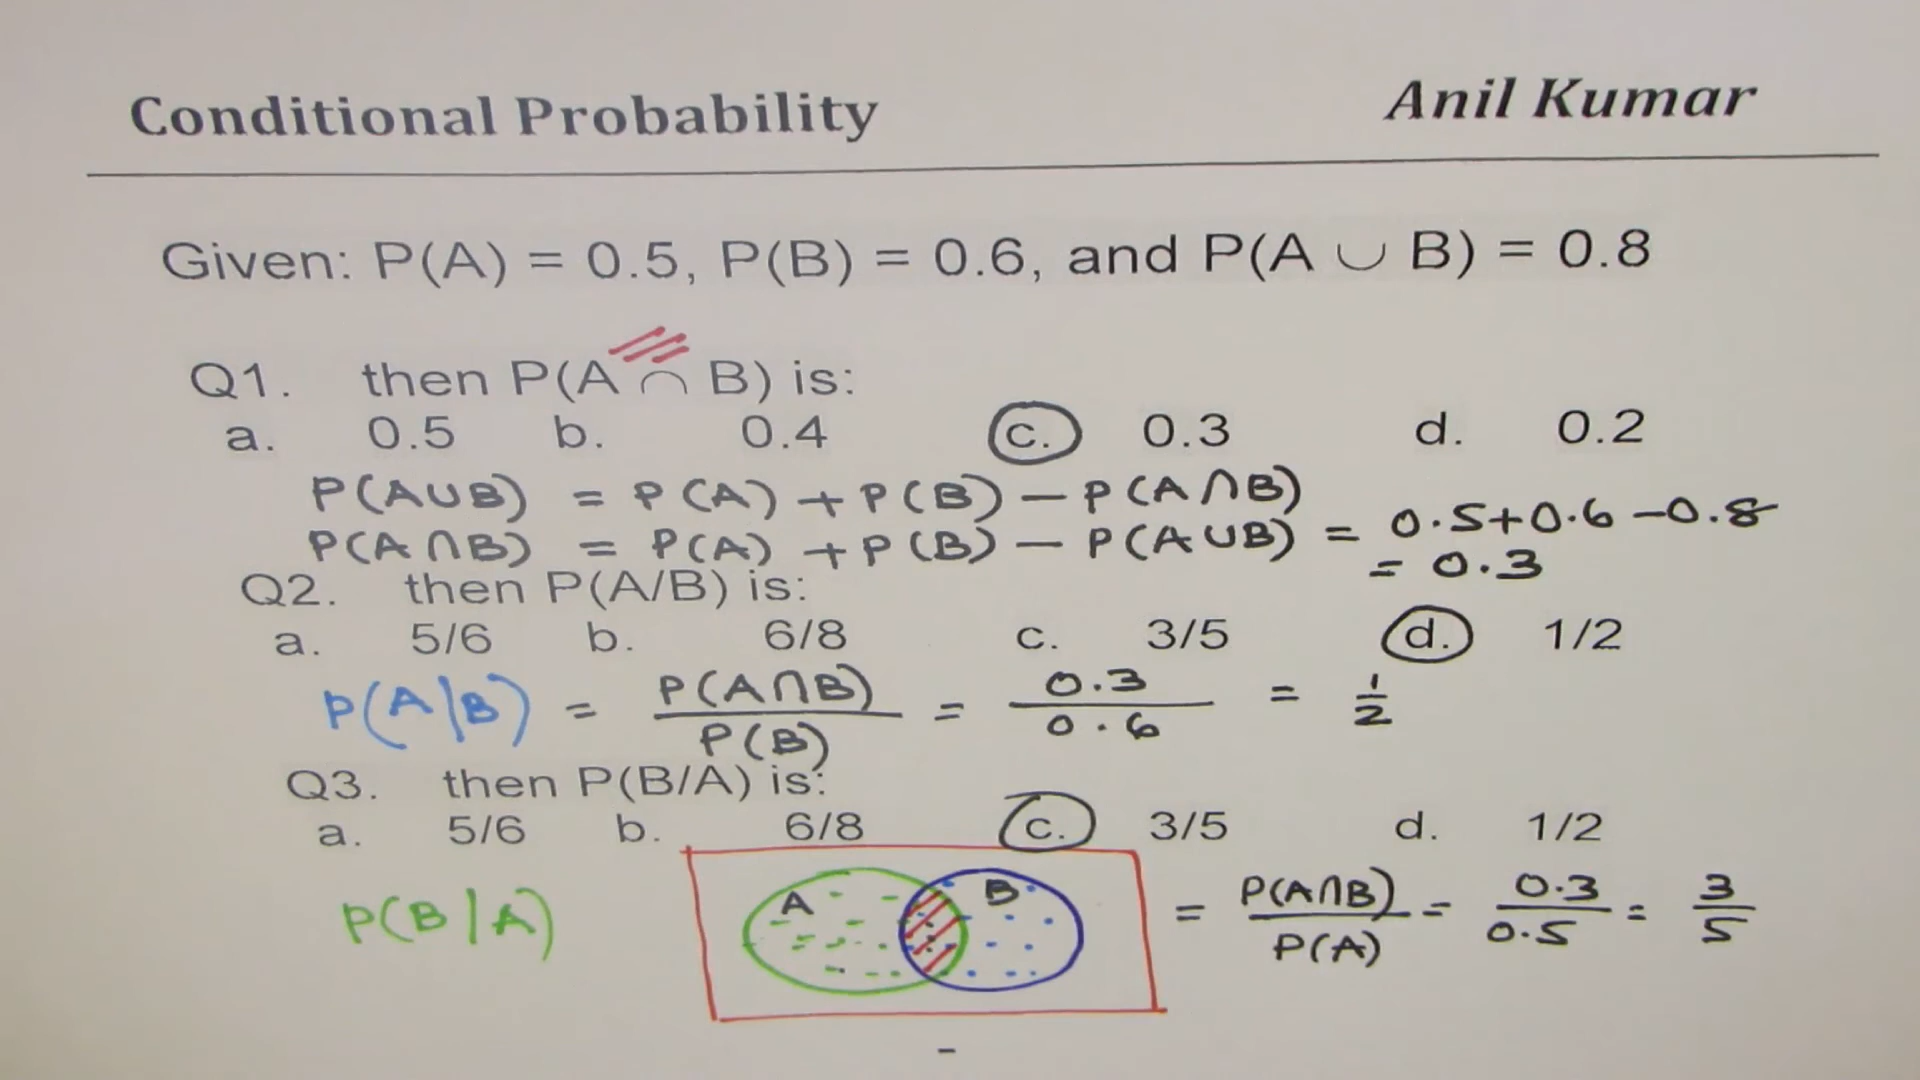 Conditional Probability Anil Kumar
Given: P(A) = 0.5, P(B) = 0.6, and P(A ∪ B) = 0.8
Q1. then P(A ∩ B) is:
a. 0.5 b. 0.4 c. 0.3 d. 0.2
P(A∪B) = P(A) + P(B) − P(A∩B)
P(A∩B) = P(A) + P(B) − P(A∪B) = 0.5+0.6−0.8
= 0.3
Q2. then P(A/B) is:
a. 5/6 b. 6/8 c. 3/5 d. 1/2
P(A|B) = P(A∩B)/P(B) = 0.3/0.6 = 1/2
Q3. then P(B/A) is:
a. 5/6 b. 6/8 c. 3/5 d. 1/2
P(B|A) A B = P(A∩B)/P(A) = 0.3/0.5 = 3/5